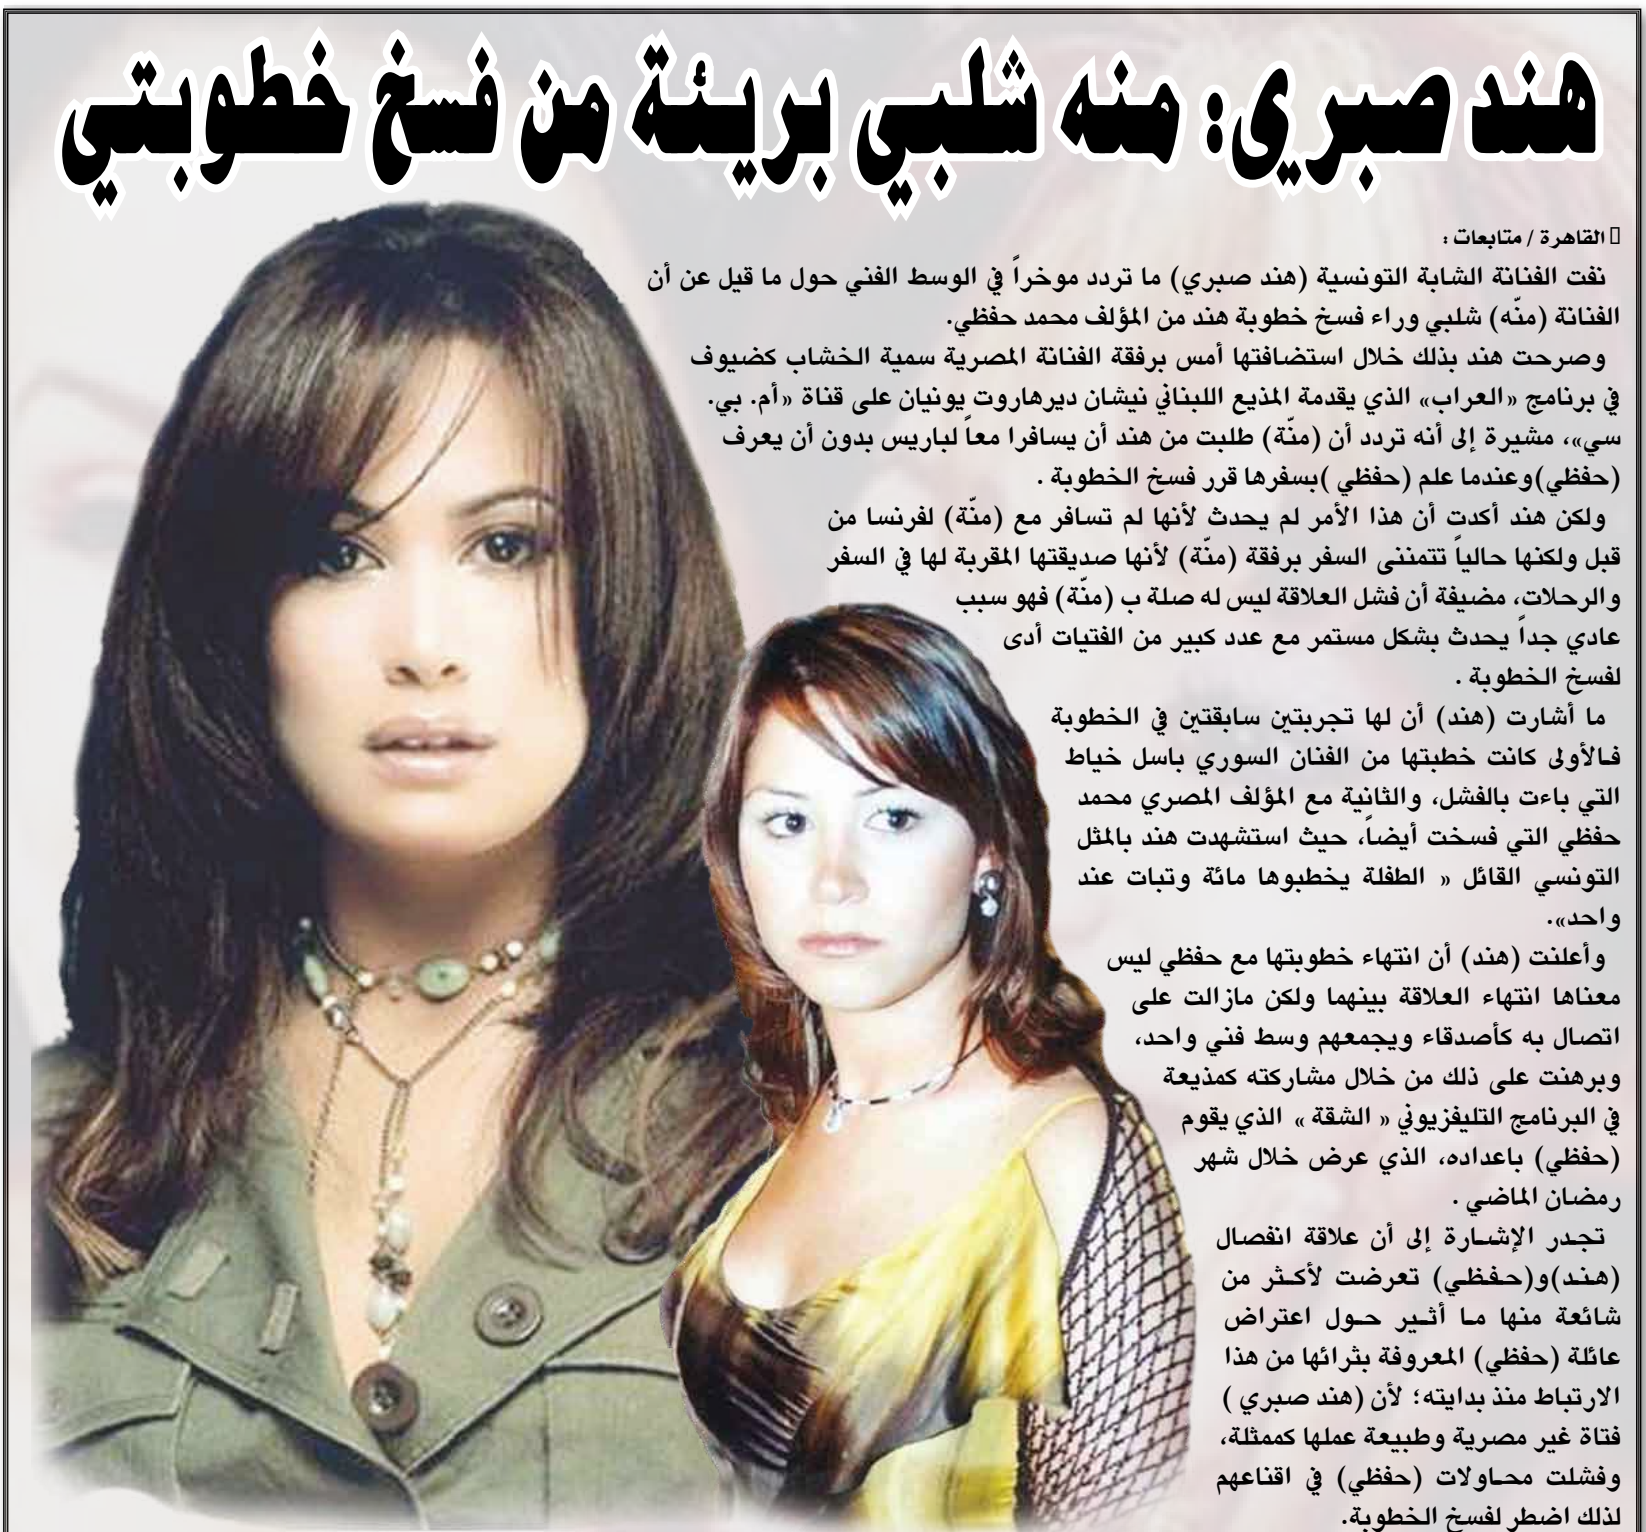 هند صبري: منه شلبي بريئة من فسخ خطوبتي
القاهرة / متابعات :
نفت الفنانة الشابة التونسية (هند صبري) ما تردد موخراً في الوسط الفني حول ما قيل عن أن
الفنانة (منّه) شلبي وراء فسخ خطوبة هند من المؤلف محمد حفظي.
وصرحت هند بذلك خلال استضافتها أمس برفقة الفنانة المصرية سمية الخشاب كضيوف
في برنامج «العراب» الذي يقدمة المذيع اللبناني نيشان ديرهاروت يونيان على قناة «أم. بي.
سي»، مشيرة إلى أنه تردد أن (منّة) طلبت من هند أن يسافرا معاً لباريس بدون أن يعرف
(حفظي)وعندما علم (حفظي )بسفرها قرر فسخ الخطوبة .
ولكن هند أكدت أن هذا الأمر لم يحدث لأنها لم تسافر مع (منّة) لفرنسا من
قبل ولكنها حالياً تتمننى السفر برفقة (منّة) لأنها صديقتها المقربة لها في السفر
والرحلات، مضيفة أن فشل العلاقة ليس له صلة ب (منّة) فهو سبب
عادي جداً يحدث بشكل مستمر مع عدد كبير من الفتيات أدى
لفسخ الخطوبة .
ما أشارت (هند) أن لها تجربتين سابقتين في الخطوبة
فالأولى كانت خطبتها من الفنان السوري باسل خياط
التي باءت بالفشل، والثانية مع المؤلف المصري محمد
حفظي التي فسخت أيضاً، حيث استشهدت هند بالمثل
التونسي القائل « الطفلة يخطبوها مائة وتبات عند
واحد».
وأعلنت (هند) أن انتهاء خطوبتها مع حفظي ليس
معناها انتهاء العلاقة بينهما ولكن مازالت على
اتصال به كأصدقاء ويجمعهم وسط فني واحد،
وبرهنت على ذلك من خلال مشاركته كمذيعة
في البرنامج التليفزيوني « الشقة » الذي يقوم
(حفظي) باعداده، الذي عرض خلال شهر
رمضان الماضي .
تجدر الإشارة إلى أن علاقة انفصال
(هند)و(حفظي) تعرضت لأكثر من
شائعة منها ما أثير حول اعتراض
عائلة (حفظي) المعروفة بثرائها من هذا
الارتباط منذ بدايته؛ لأن (هند صبري )
فتاة غير مصرية وطبيعة عملها كممثلة،
وفشلت محاولات (حفظي) في اقناعهم
لذلك اضطر لفسخ الخطوبة.